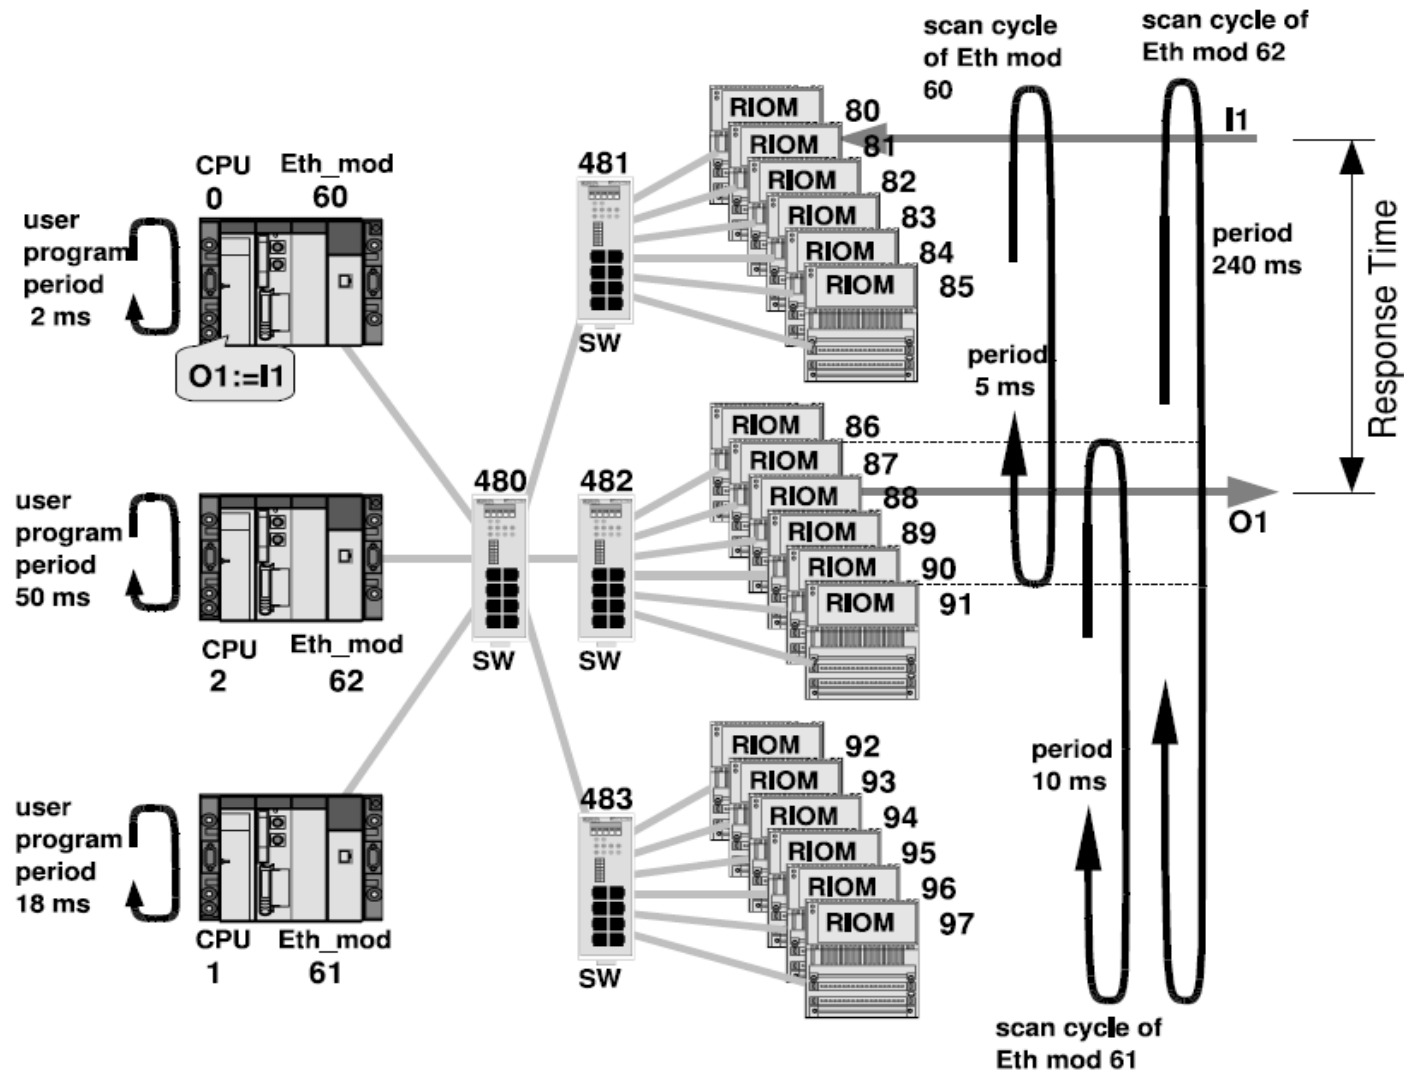 scan cycle
of Eth mod
60
scan cycle of
Eth mod 62
I1
RIOM 80
RIOM 81
RIOM 82
RIOM 83
RIOM 84
RIOM 85
481
SW
CPU
0
Eth_mod
60
user
program
period
2 ms
O1:=I1
period
240 ms
period
5 ms
Response Time
RIOM 86
RIOM 87
RIOM 88
RIOM 89
RIOM 90
RIOM 91
480
SW
482
SW
O1
user
program
period
50 ms
CPU
2
Eth_mod
62
RIOM 92
RIOM 93
RIOM 94
RIOM 95
RIOM 96
RIOM 97
483
SW
period
10 ms
user
program
period
18 ms
CPU
1
Eth_mod
61
scan cycle of
Eth mod 61